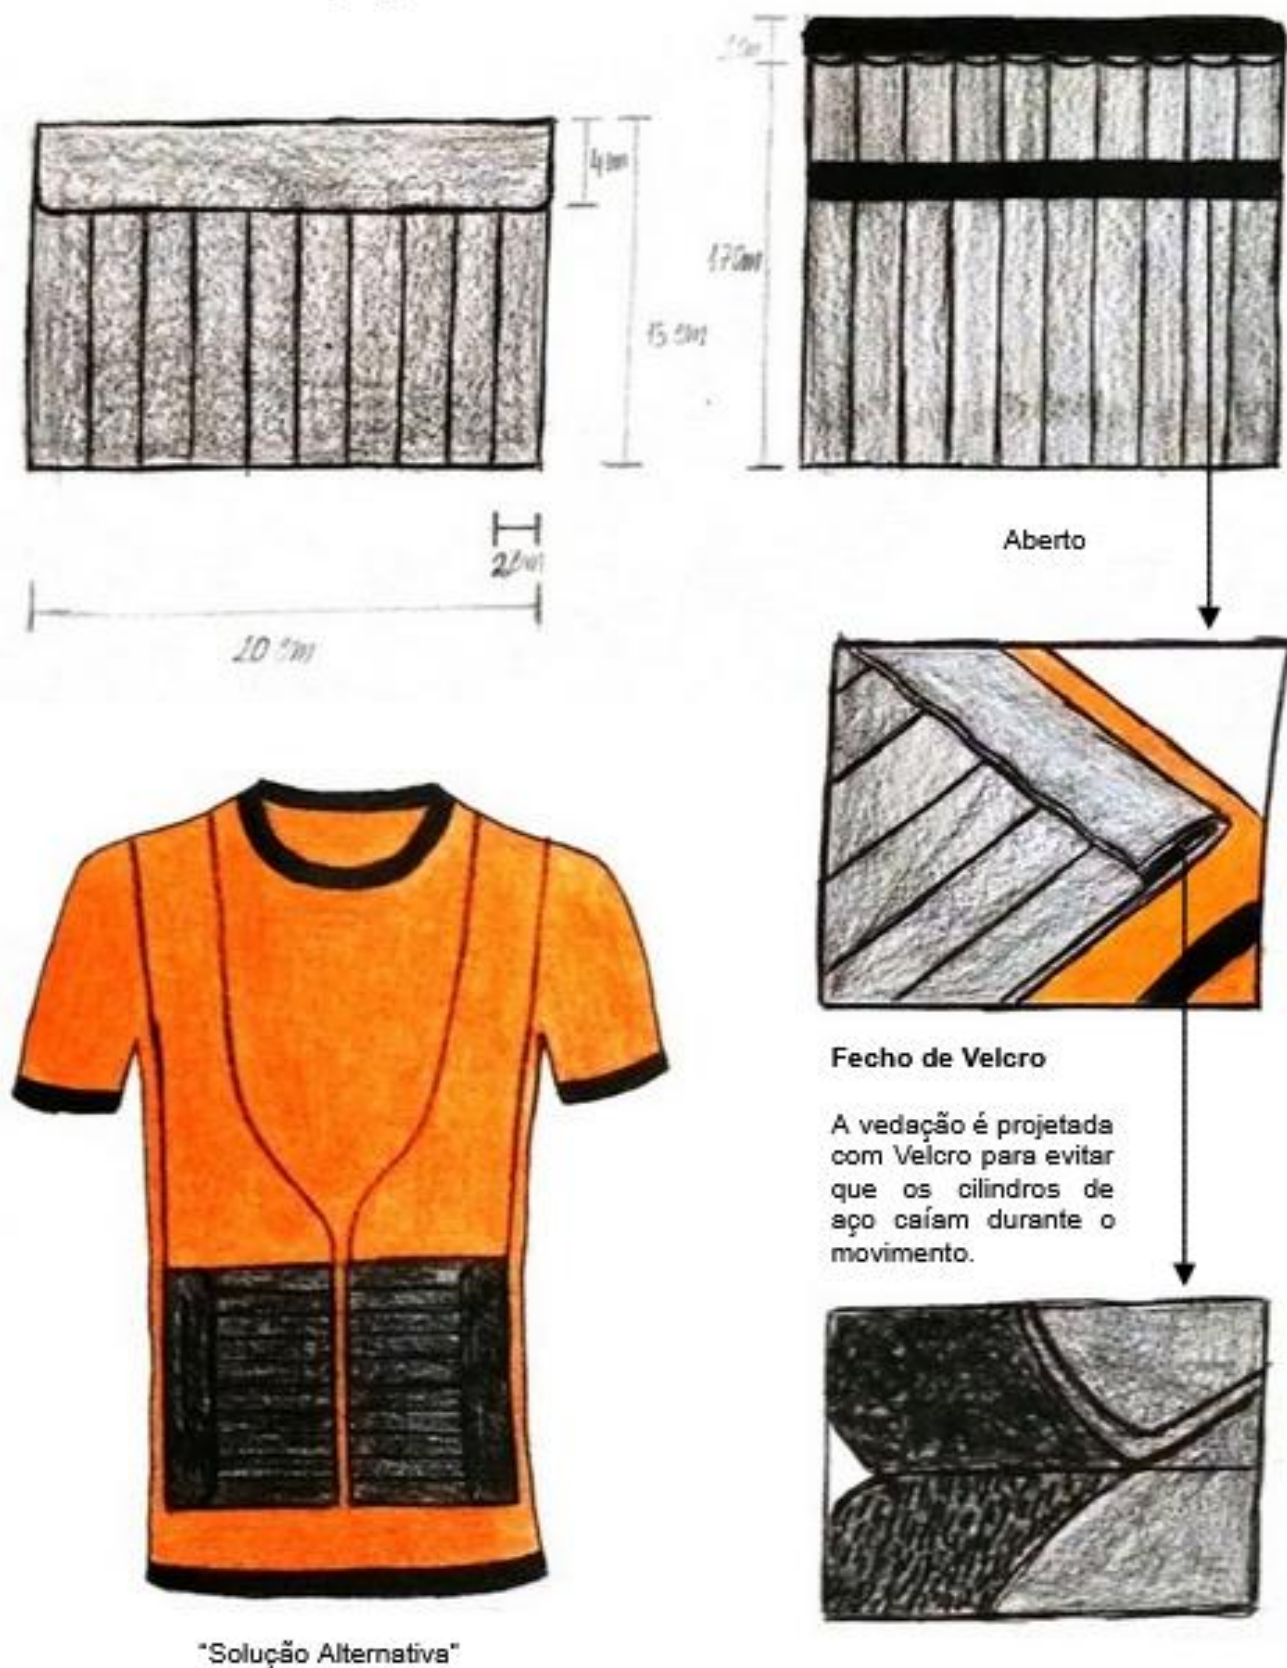 4cm
15 cm
17cm
2cm
20 cm
Aberto
Fecho de Velcro
A vedação é projetada
com Velcro para evitar
que os cilindros de
aço caíam durante o
movimento.
"Solução Alternativa"